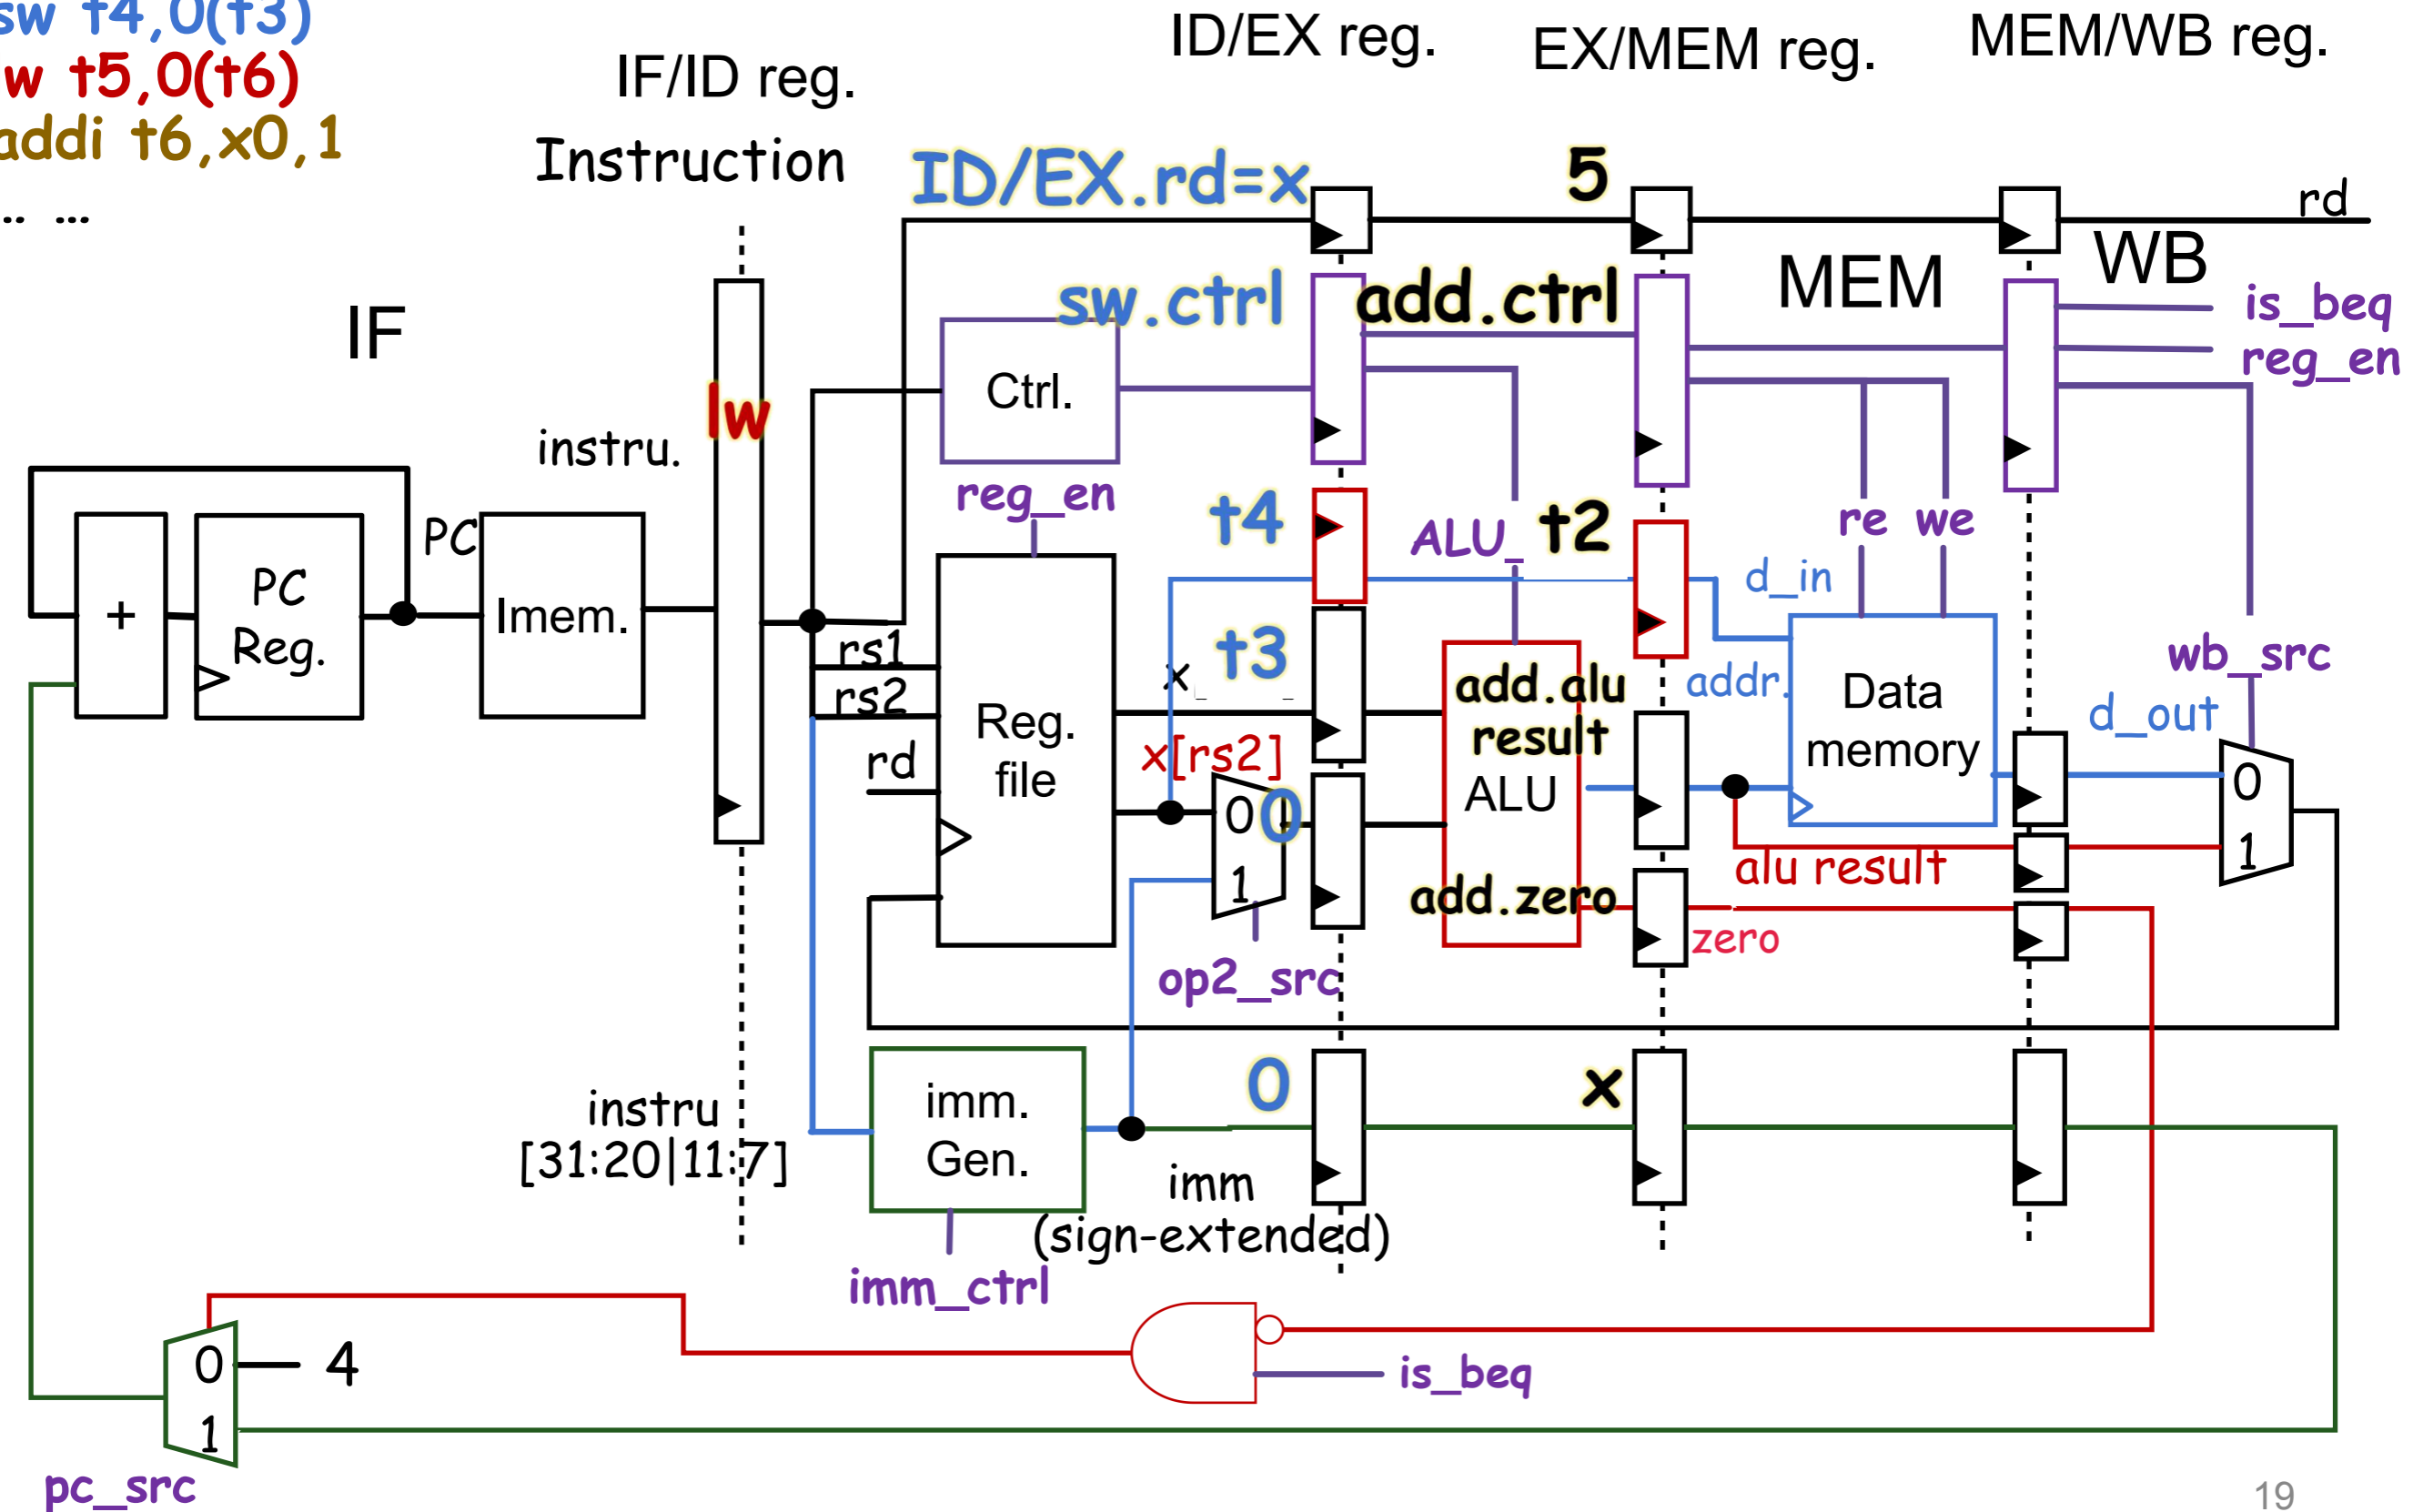 sw t4,0(t3)
w t5,0(t6)
addi t6,x0,1
.. ...
ID/EX reg.
EX/MEM reg.
MEM/WB reg.
IF/ID reg.
Instruction
ID/EX.rd=x
5
rd
IF
sw.ctrl
add.ctrl
MEM
WB
is_beq
reg_en
Ctrl.
lw
instru.
reg_en
t4
ALU_
t2
re
we
PC
+
PC
Reg.
Imem.
d_in
rs1
rs2
rd
Reg.
file
x
t3
x[rs2]
add.alu
result
ALU
addr.
Data
memory
wb_src
d_out
0
1
0
0
1
alu result
add.zero
zero
op2_src
instru
[31:20|11:7]
imm.
Gen.
0
x
imm
(sign-extended)
imm_ctrl
0
4
1
is_beq
pc_src
19